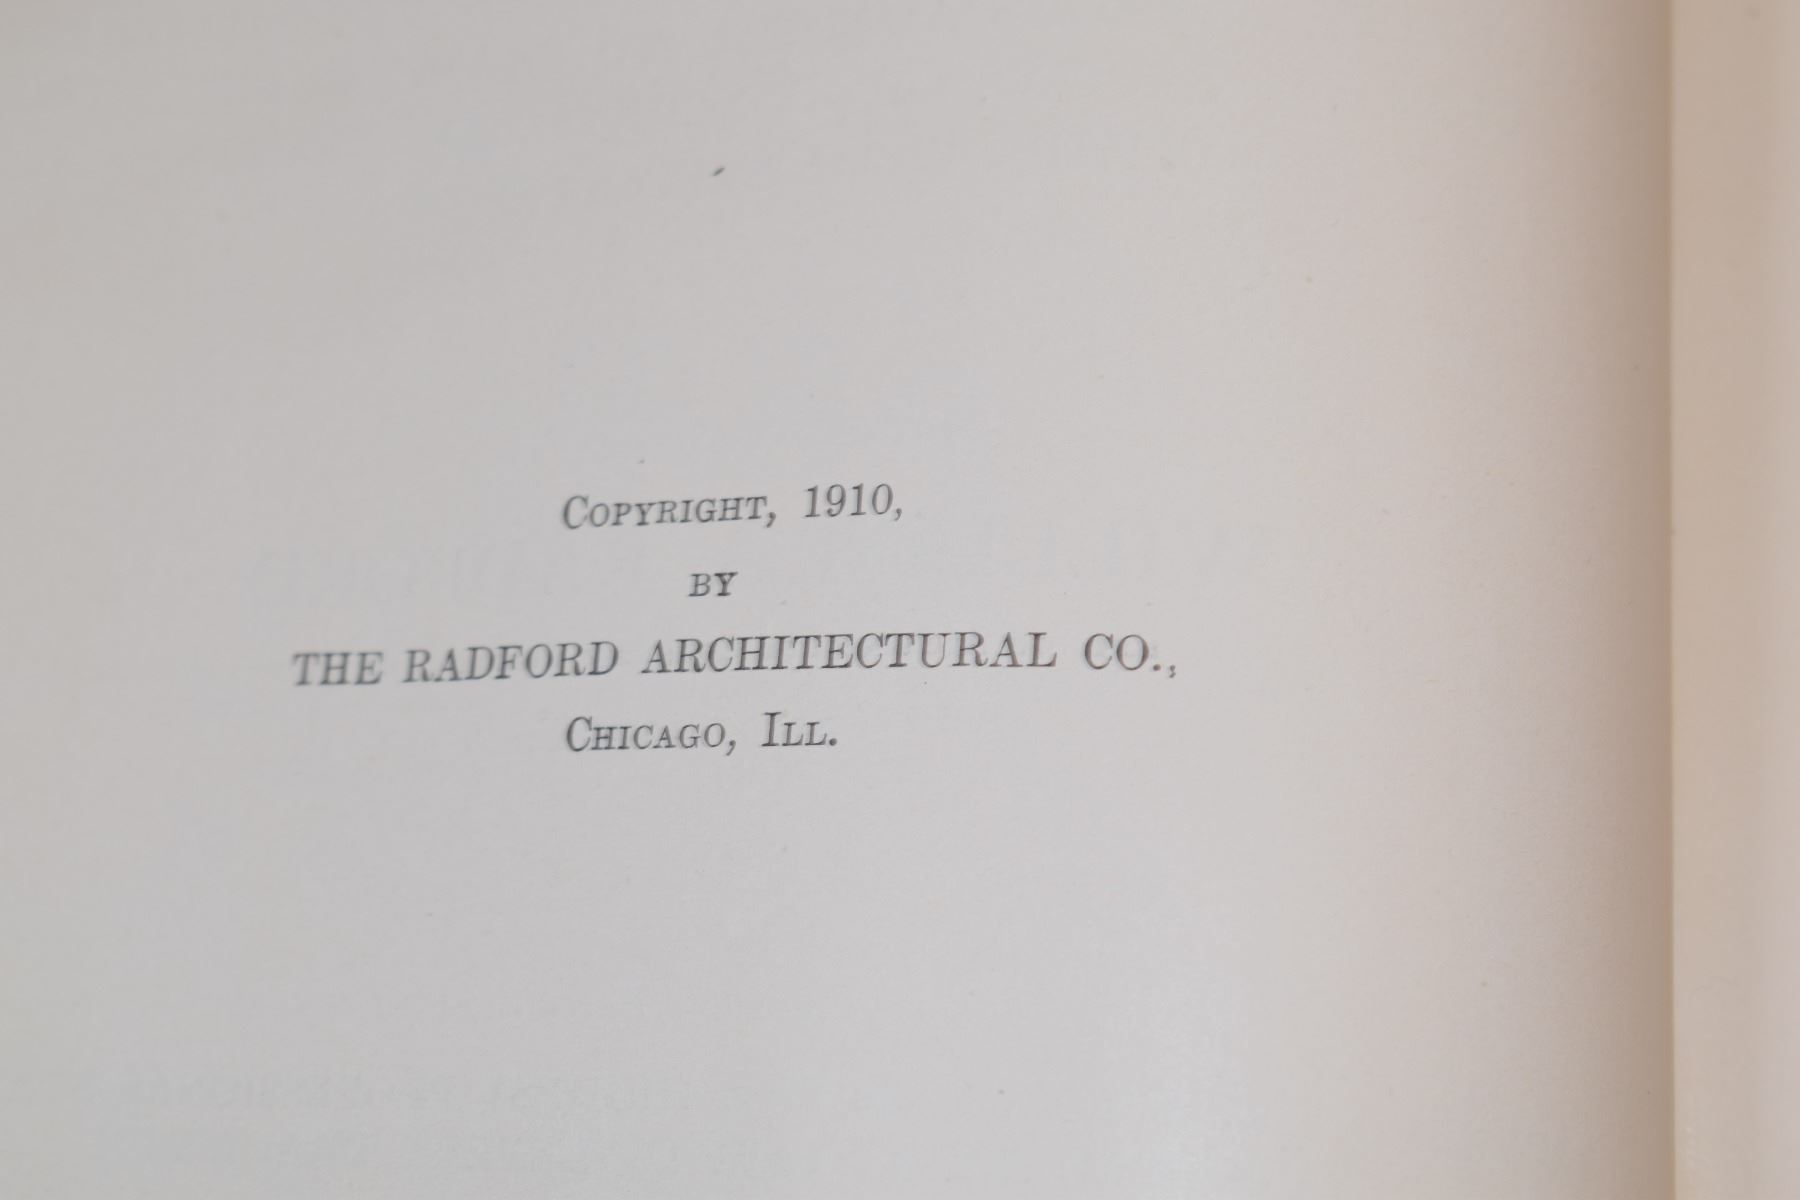 Copyright, 1910,
BY
THE RADFORD ARCHITECTURAL CO.,
Chicago, Ill.